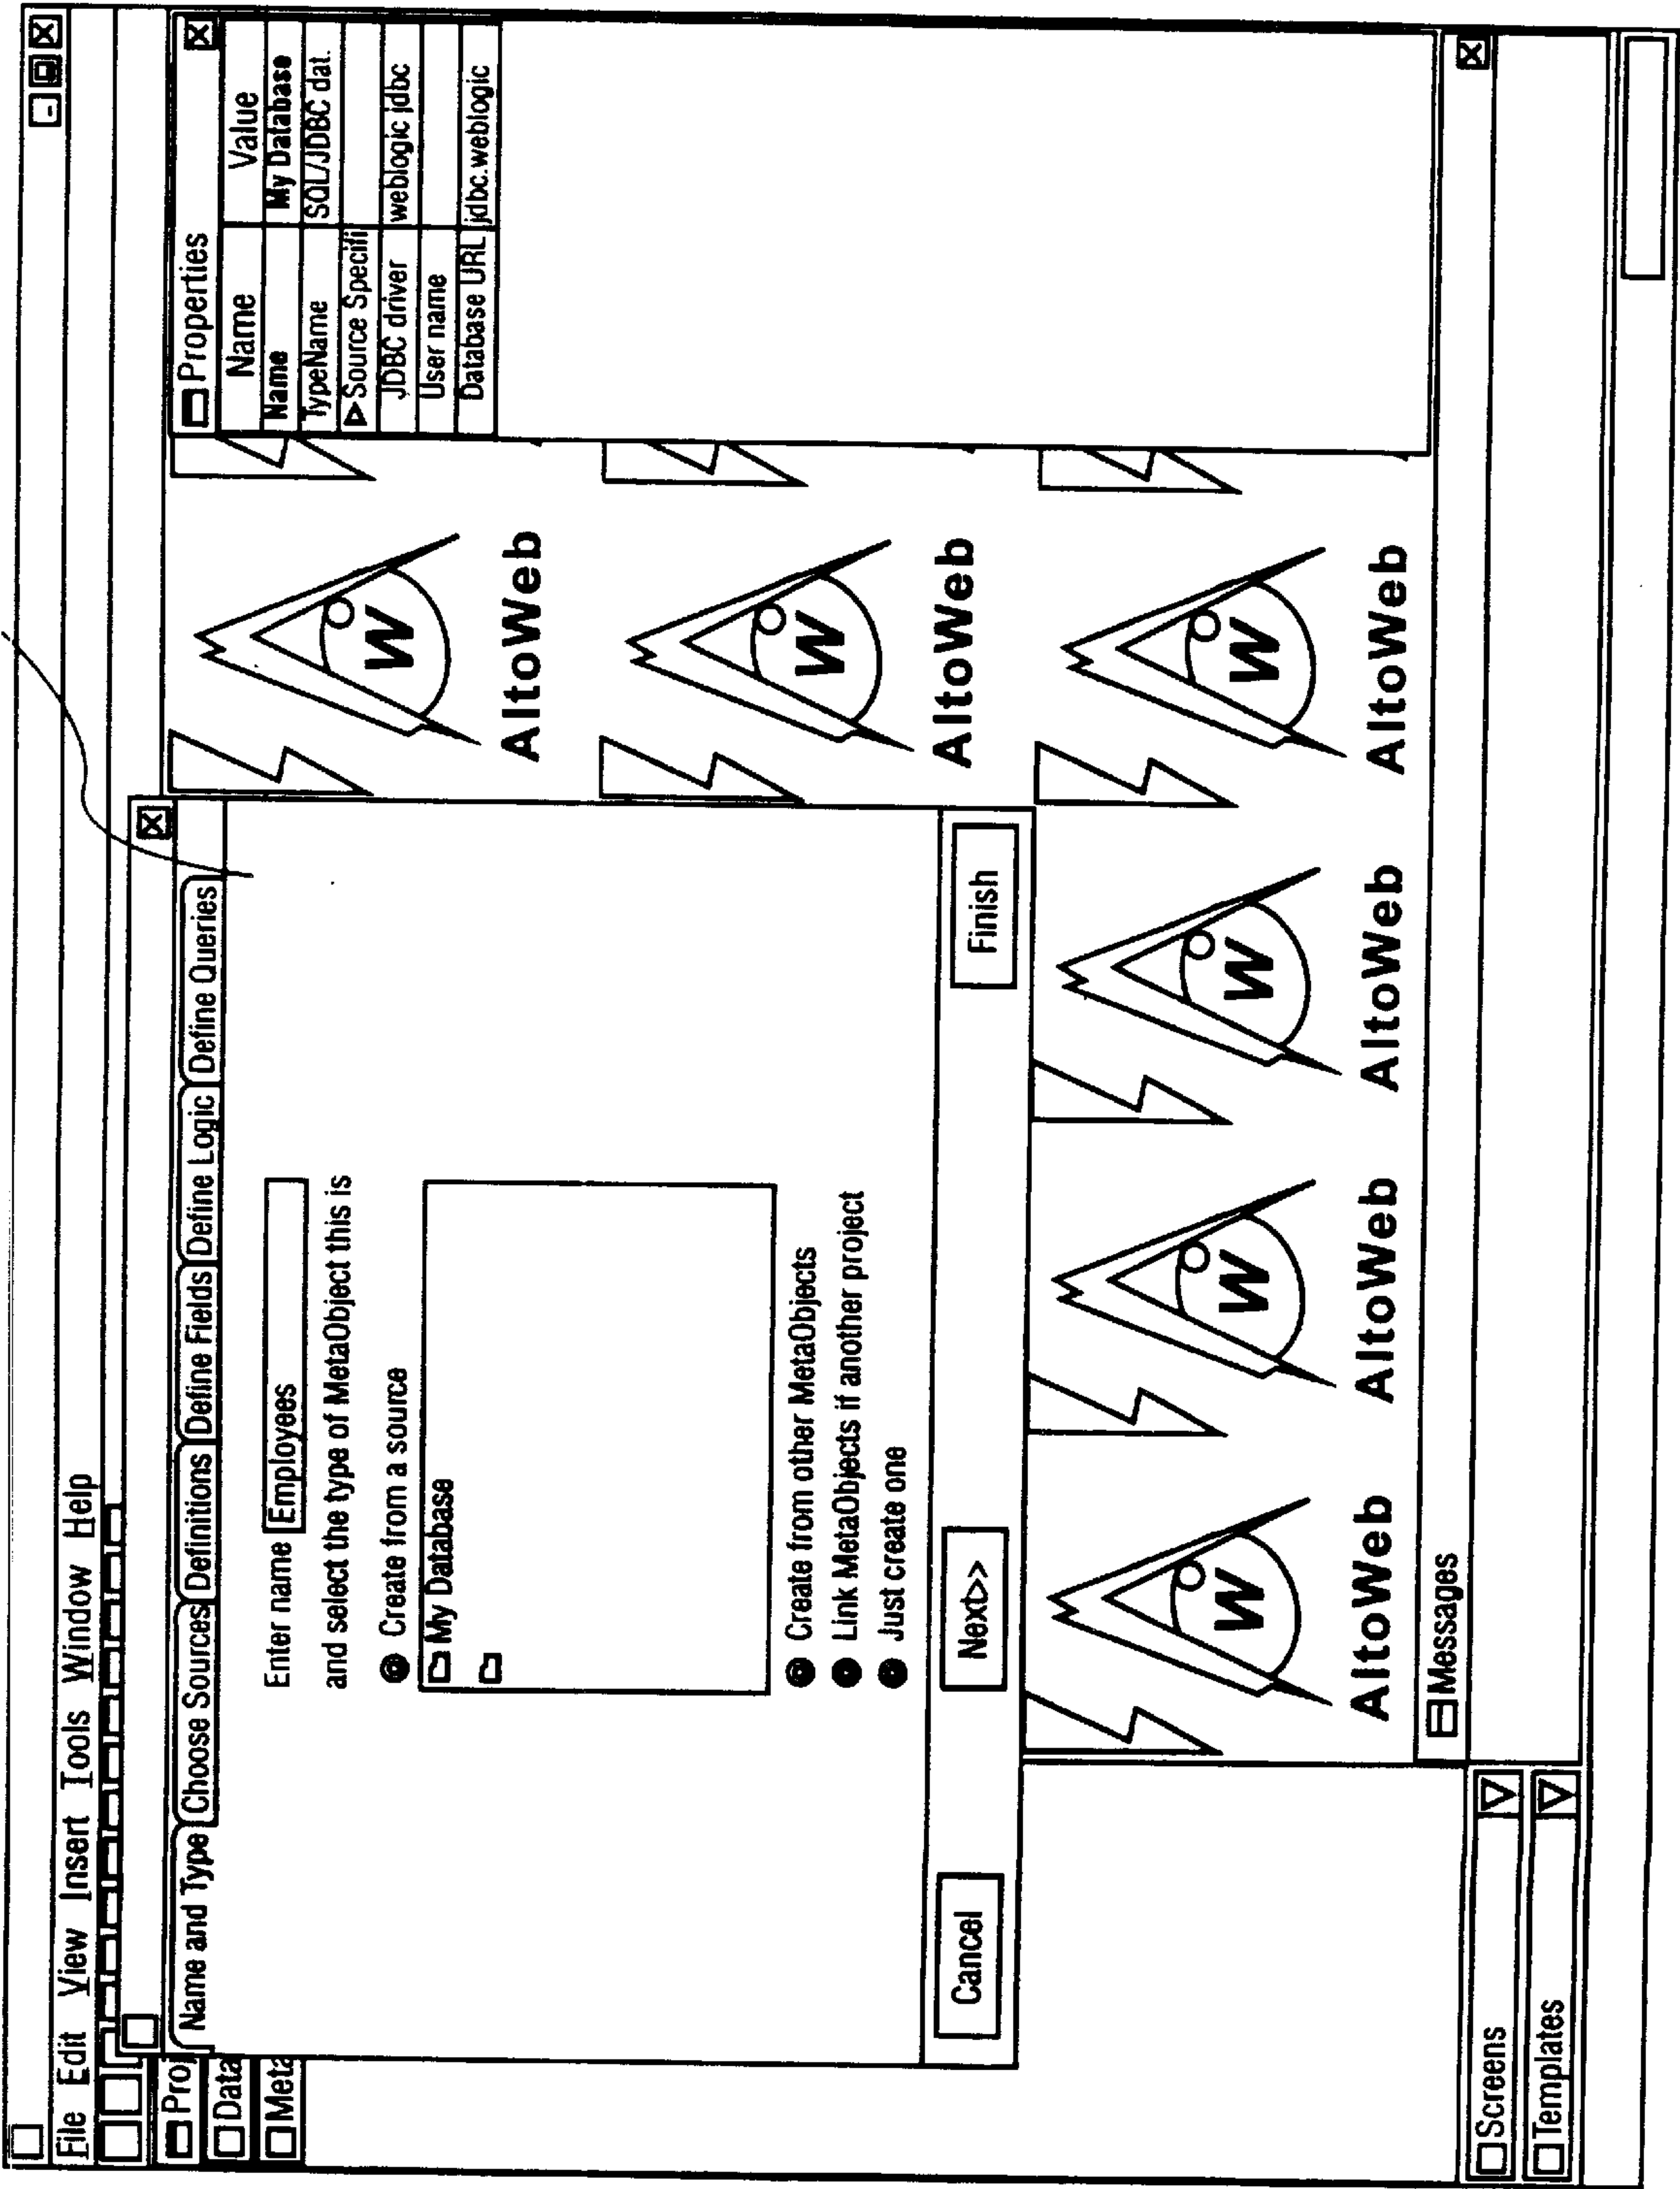 File Edit View Insert Tools Window Help
Pro
Data
Meta
Name and Type Choose Sources Definitions Define Fields Define Logic Define Queries
Enter name Employees
and select the type of MetaObject this is
Create from a source
My Database
Create from other MetaObjects
Link MetaObjects if another project
Just create one
Cancel Next>> Finish
Properties
Name Value
Name My Database
TypeName SQL/JDBC dat.
Source Specifi
JDBC driver weblogic jdbc
User name
Database URL jdbc.weblogic
W
AltoWeb
W
AltoWeb
W W W W
AltoWeb AltoWeb AltoWeb AltoWeb
Messages
Screens
Templates